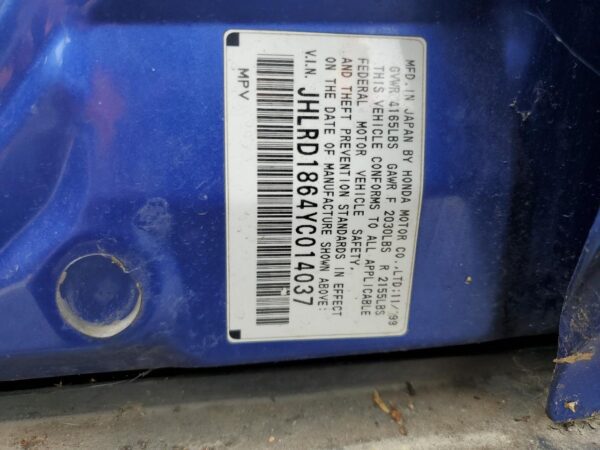 MFD. IN JAPAN BY HONDA MOTOR CO.,LTD:11/'99
GVWR 4165LBS GAWR F 2030LBS R 2155LBS
THIS VEHICLE CONFORMS TO ALL APPLICABLE
FEDERAL MOTOR VEHICLE SAFETY,
AND THEFT PREVENTION STANDARDS IN EFFECT
ON THE DATE OF MANUFACTURE SHOWN ABOVE:
V.I.N. JHLRD1864YC014037
MPV